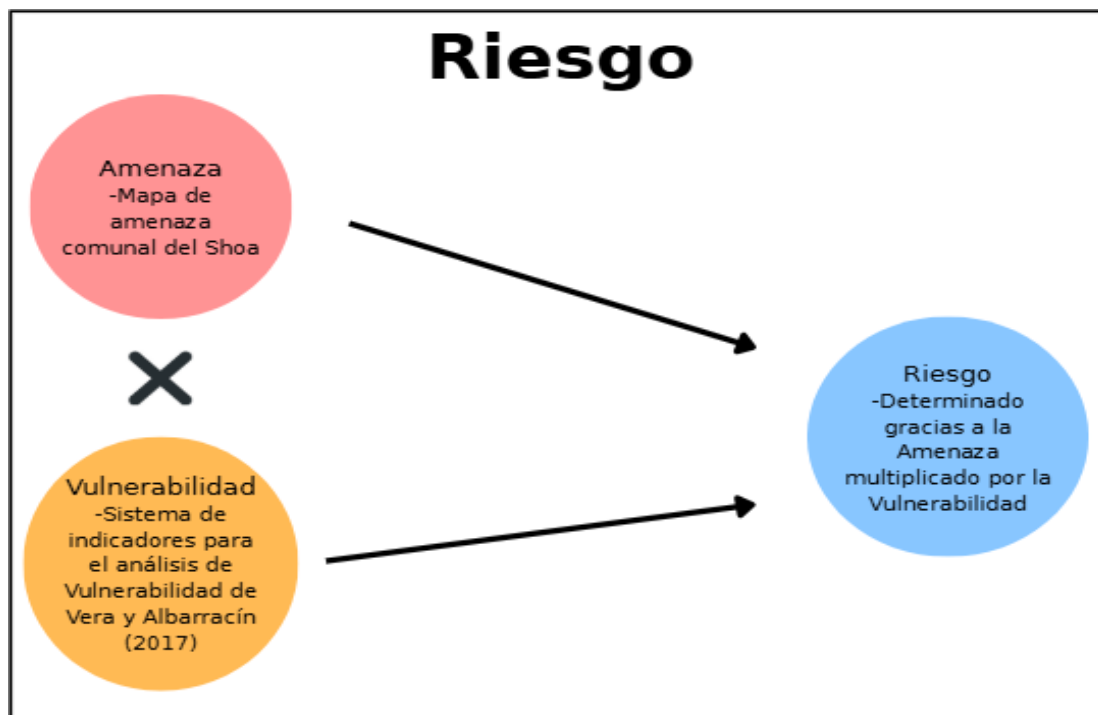 Riesgo
Amenaza
-Mapa de
amenaza
comunal del Shoa
Vulnerabilidad
-Sistema de
indicadores para
el análisis de
Vulnerabilidad de
Vera y Albarracín
(2017)
Riesgo
-Determinado
gracias a la
Amenaza
multiplicado por la
Vulnerabilidad